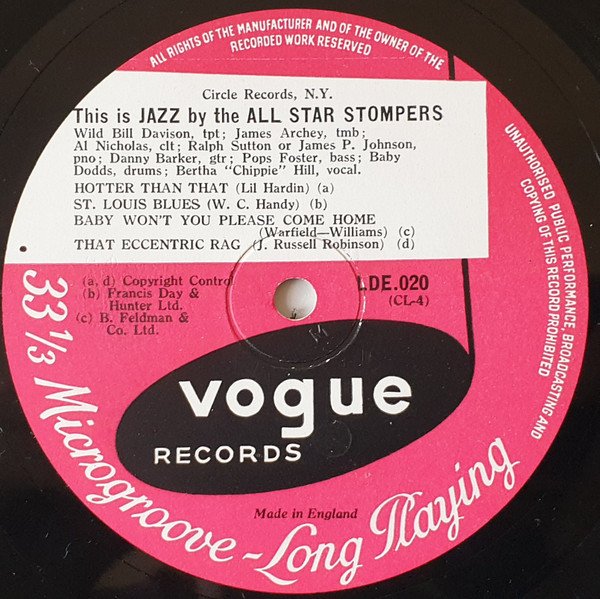 ALL RIGHTS OF THE MANUFACTURER AND OF THE OWNER OF THE
RECORDED WORK RESERVED
Circle Records, N.Y.
This is JAZZ by the ALL STAR STOMPERS
Wild Bill Davison, tpt; James Archey, tmb;
Al Nicholas, clt; Ralph Sutton or James P. Johnson,
pno; Danny Barker, gtr; Pops Foster, bass; Baby
Dodds, drums; Bertha "Chippie" Hill, vocal.
HOTTER THAN THAT (Lil Hardin) (a)
ST. LOUIS BLUES (W. C. Handy) (b)
BABY WON'T YOU PLEASE COME HOME
(Warfield—Williams) (c)
THAT ECCENTRIC RAG (J. Russell Robinson) (d)
(a, d) Copyright Control
(b) Francis Day &
Hunter Ltd.
(c) B. Feldman &
Co. Ltd.
LDE.020
(CL-4)
UNAUTHORISED PUBLIC PERFORMANCE, BROADCASTING AND
COPYING OF THIS RECORD PROHIBITED
M
vogue
RECORDS
Made in England
33 1/3 Microgroove - Long Playing